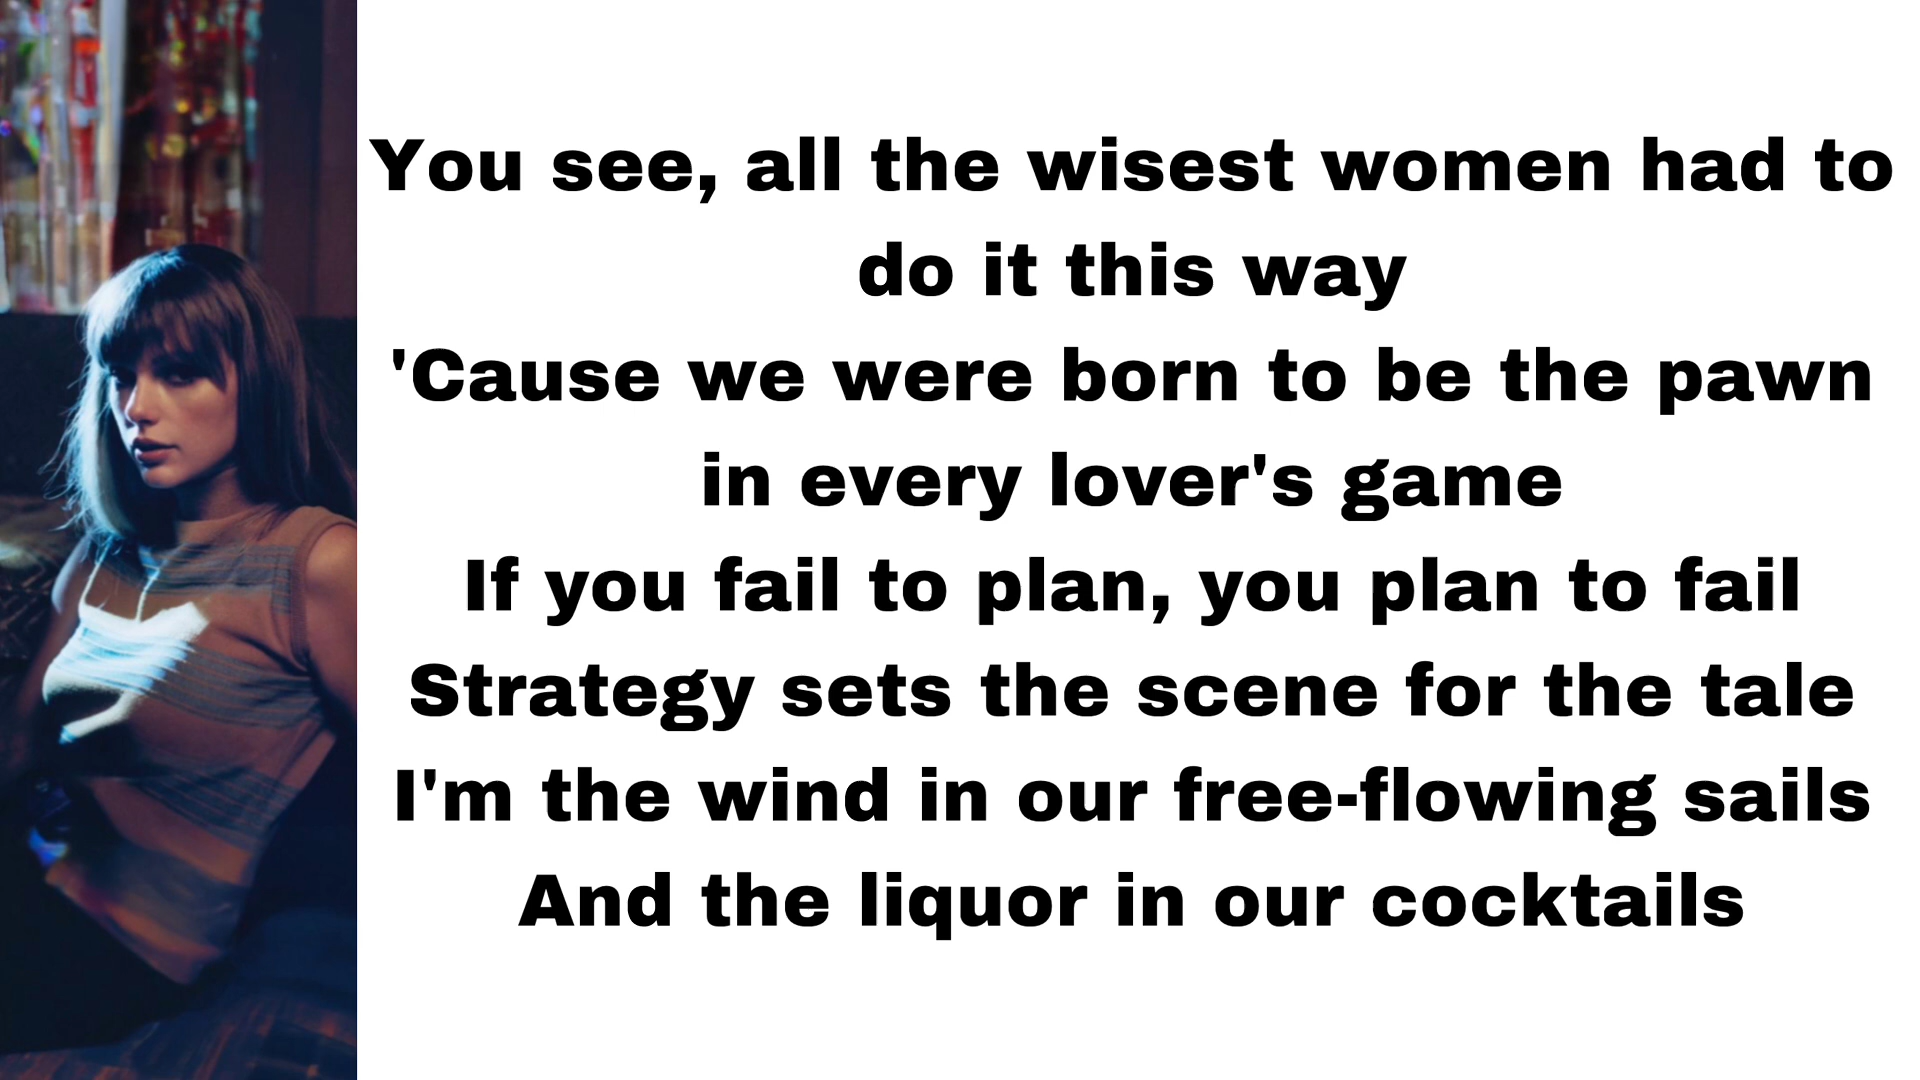 You see, all the wisest women had to
do it this way
'Cause we were born to be the pawn
in every lover's game
If you fail to plan, you plan to fail
Strategy sets the scene for the tale
I'm the wind in our free-flowing sails
And the liquor in our cocktails